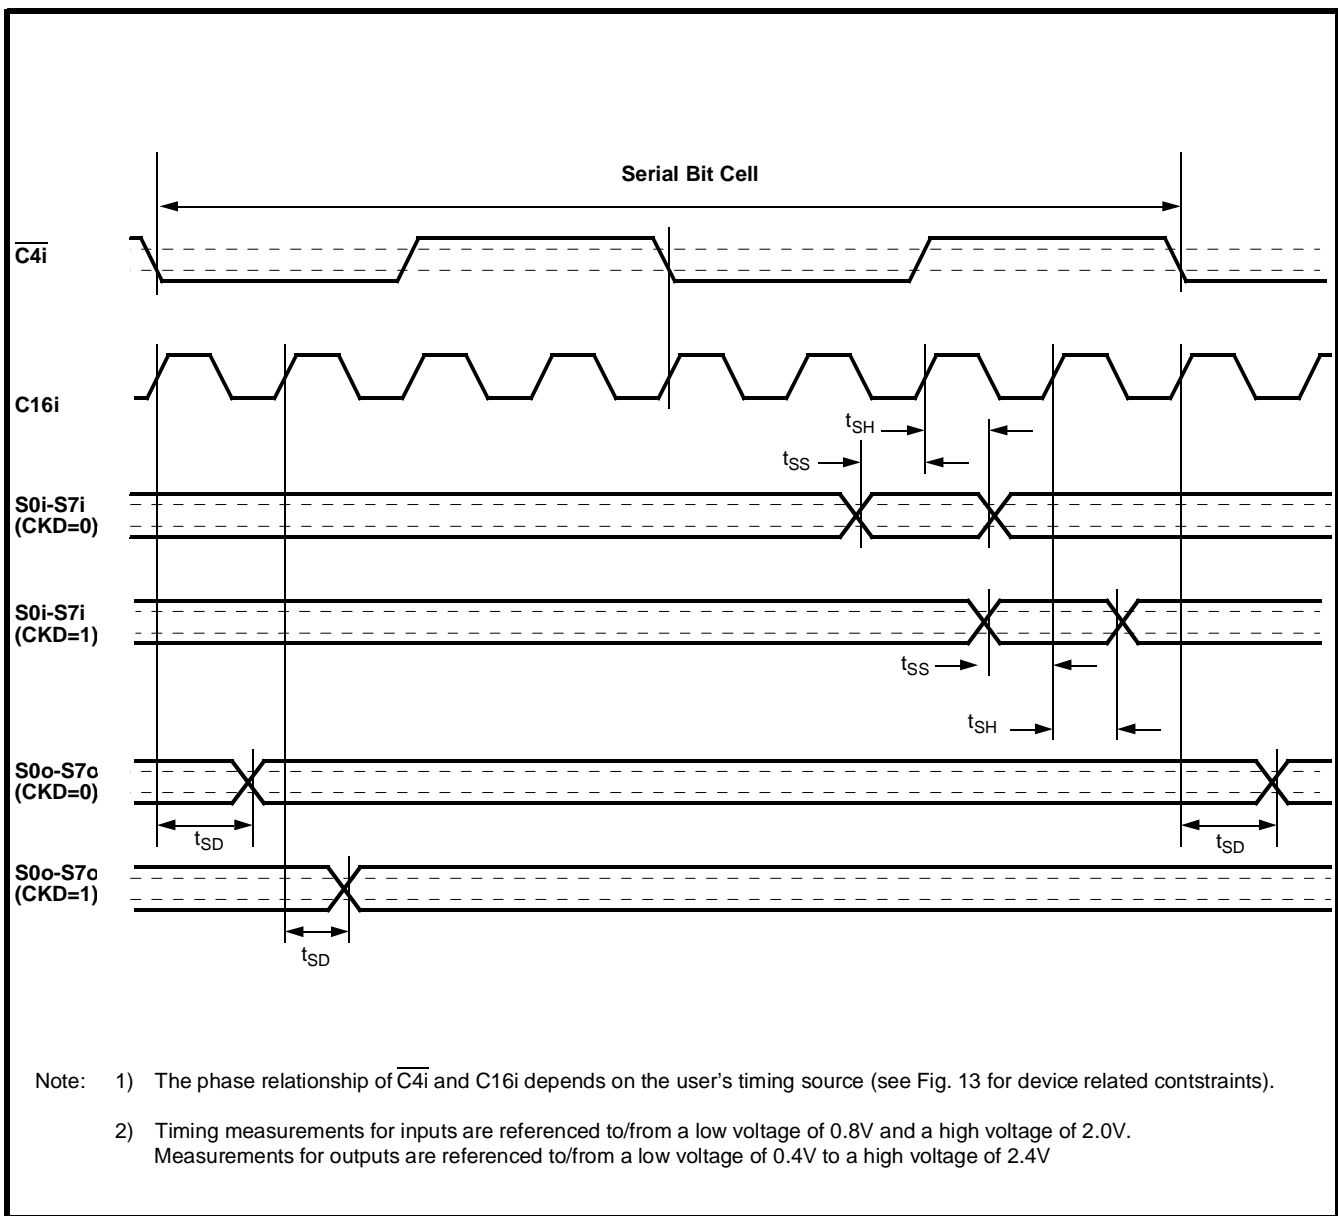 Serial Bit Cell
C4i
C16i
tSH
tSS
S0i-S7i
(CKD=0)
S0i-S7i
(CKD=1)
tSS
tSH
S0o-S7o
(CKD=0)
tSD
tSD
S0o-S7o
(CKD=1)
tSD
Note: 1) The phase relationship of C4i and C16i depends on the user's timing source (see Fig. 13 for device related contstraints).
2) Timing measurements for inputs are referenced to/from a low voltage of 0.8V and a high voltage of 2.0V.
Measurements for outputs are referenced to/from a low voltage of 0.4V to a high voltage of 2.4V